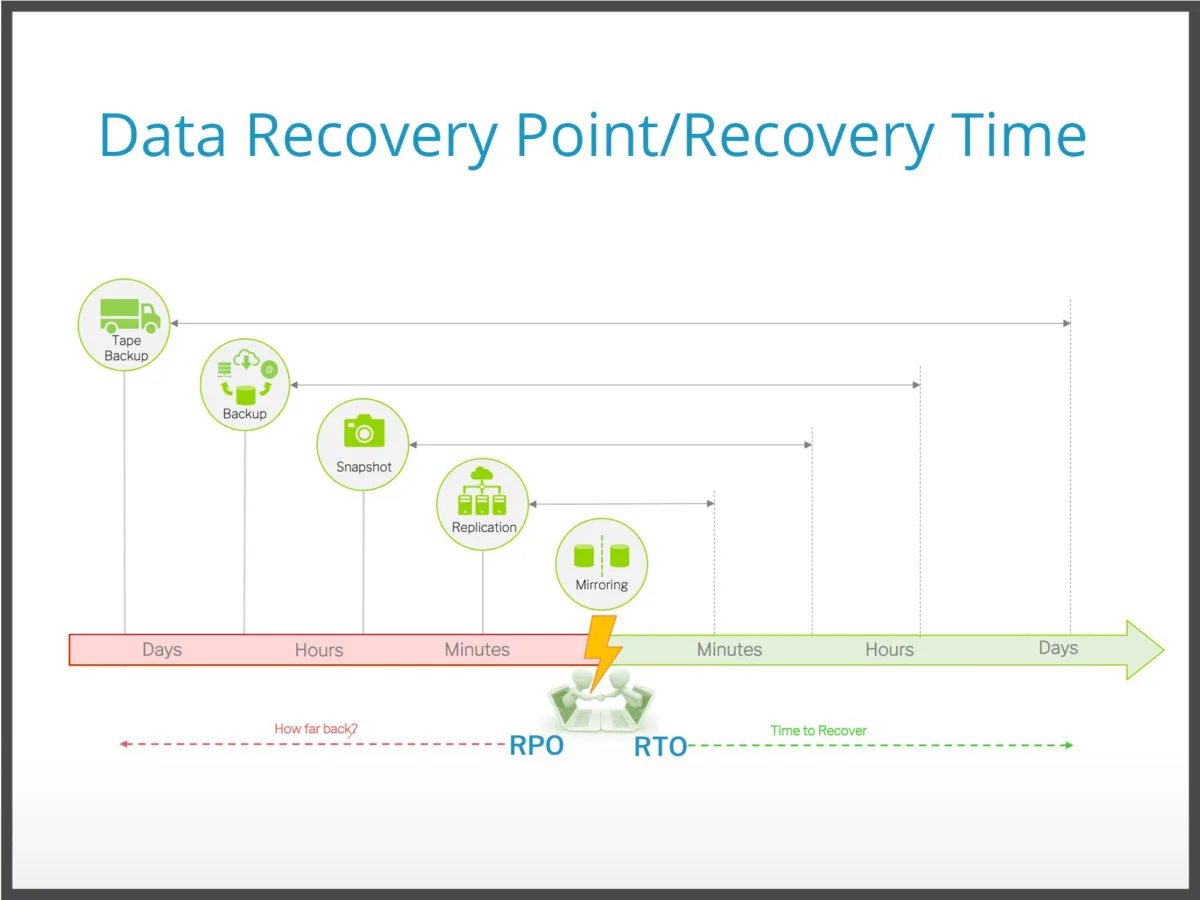 Data Recovery Point/Recovery Time
Tape
Backup
Backup
Snapshot
Replication
Mirroring
Days
Hours
Minutes
Minutes
Hours
Days
How far back?
Time to Recover
RPO
RTO